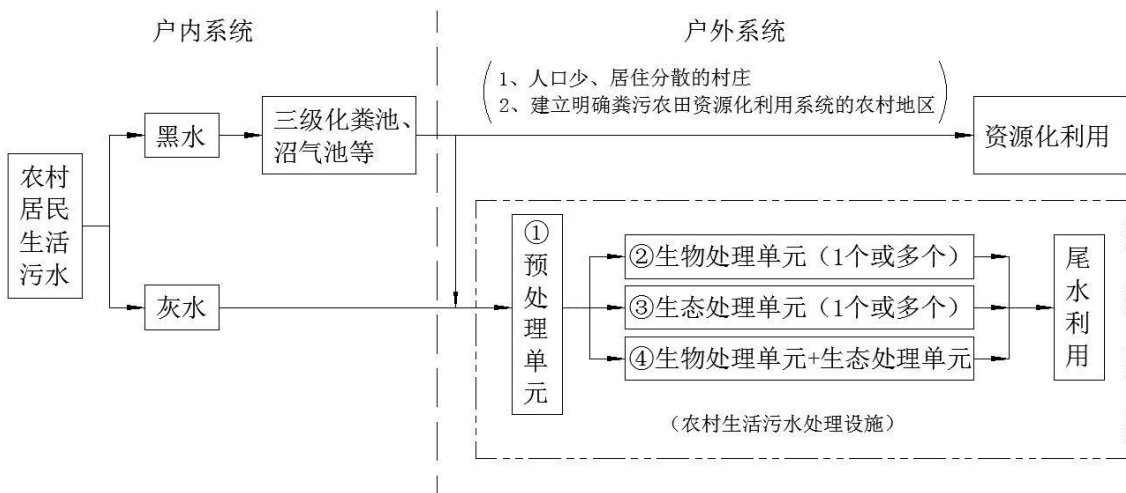 户内系统
户外系统
1、人口少、居住分散的村庄
2、建立明确粪污农田资源化利用系统的农村地区
农村
居民
生活
污水
黑水
三级化粪池、
沼气池等
资源化利用
灰水
①
预
处
理
单
元
②生物处理单元（1个或多个）
③生态处理单元（1个或多个）
④生物处理单元+生态处理单元
尾
水
利
用
（农村生活污水处理设施）